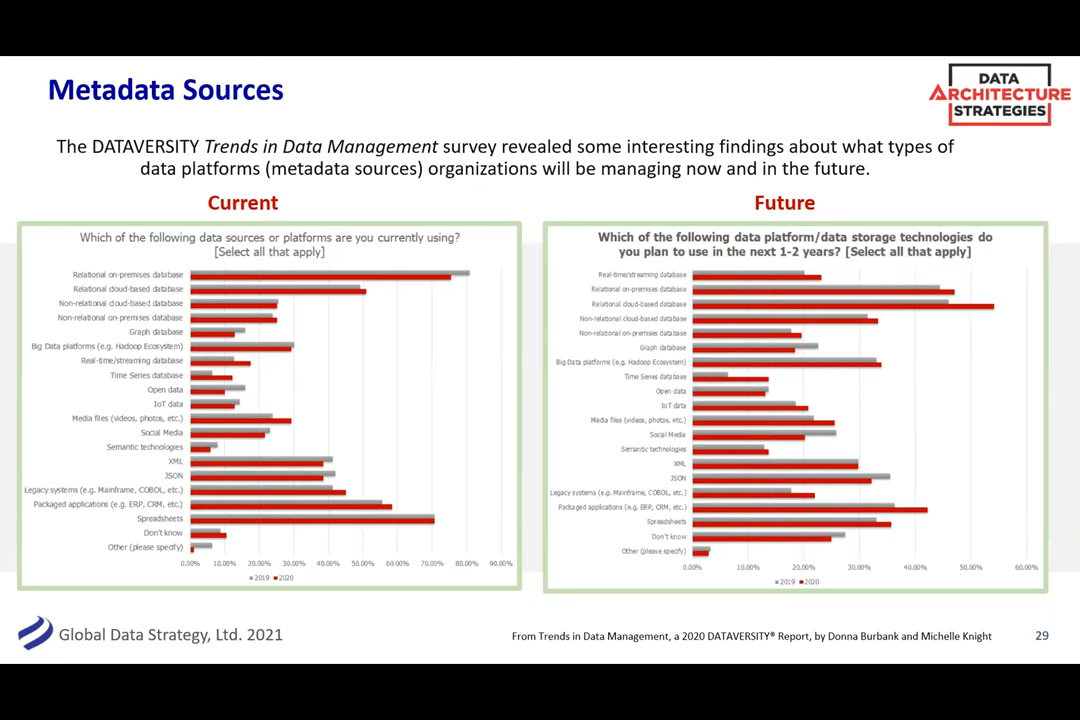 Metadata Sources
DATA
ARCHITECTURE
STRATEGIES
The DATAVERSITY Trends in Data Management survey revealed some interesting findings about what types of
data platforms (metadata sources) organizations will be managing now and in the future.
Current
Which of the following data sources or platforms are you currently using?
[Select all that apply]
Relational on-premises database
Relational cloud-based database
Non-relational cloud-based database
Non-relational on-premises database
Graph database
Big Data platforms (e.g. Hadoop Ecosystem)
Real-time/streaming database
Time Series database
Open data
IoT data
Media files (videos, photos, etc.)
Social Media
Semantic technologies
XML
JSON
Legacy systems (e.g. Mainframe, COBOL, etc.)
Packaged applications (e.g. ERP, CRM, etc.)
Spreadsheets
Don't know
Other (please specify)
0.00% 10.00% 20.00% 30.00% 40.00% 50.00% 60.00% 70.00% 80.00% 90.00%
2019 2020
Future
Which of the following data platform/data storage technologies do
you plan to use in the next 1-2 years? [Select all that apply]
Real-time/streaming database
Relational on-premises database
Relational cloud-based database
Non-relational cloud-based database
Non-relational on-premises database
Graph database
Big Data platforms (e.g. Hadoop Ecosystem)
Time Series database
Open data
IoT data
Media files (videos, photos, etc.)
Social Media
Semantic technologies
XML
JSON
Legacy systems (e.g. Mainframe, COBOL, etc.)
Packaged applications (e.g. ERP, CRM, etc.)
Spreadsheets
Don't know
Other (please specify)
0.00% 10.00% 20.00% 30.00% 40.00% 50.00% 60.00%
2019 2020
Global Data Strategy, Ltd. 2021
From Trends in Data Management, a 2020 DATAVERSITY® Report, by Donna Burbank and Michelle Knight
29